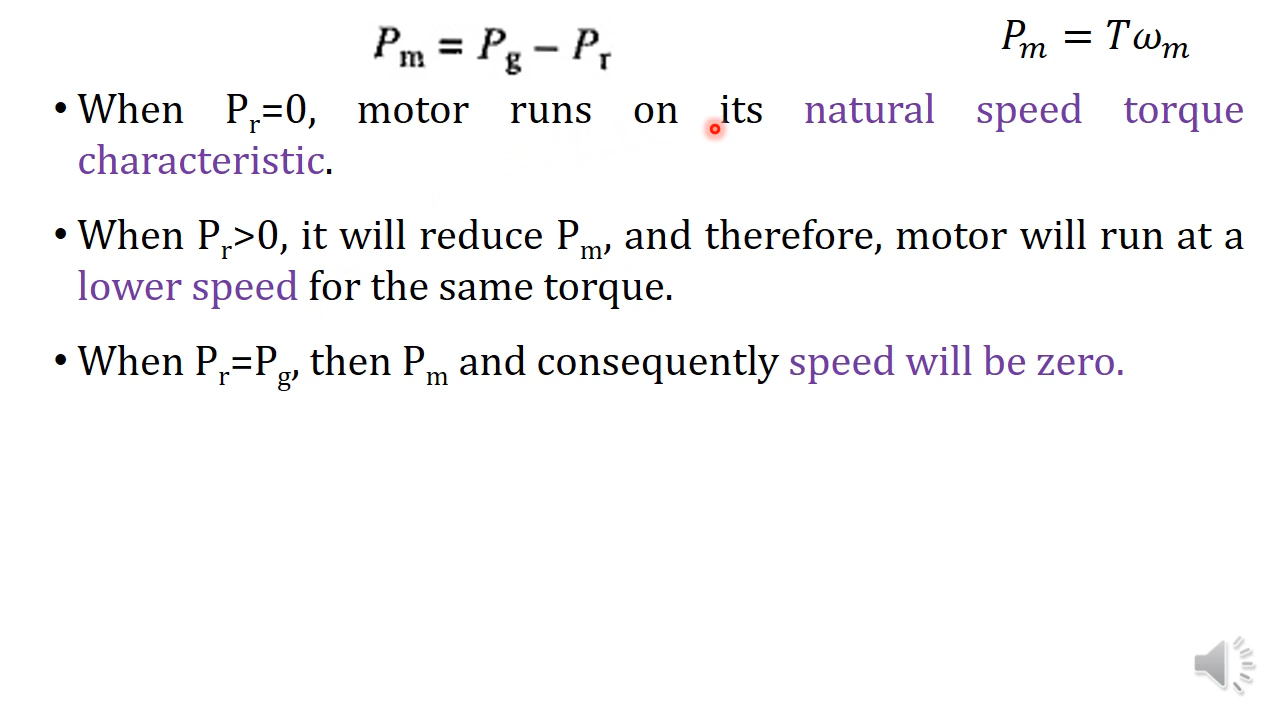 Pm = Pg − Pr
Pm = Tωm
• When Pr=0, motor runs on its natural speed torque
characteristic.
• When Pr>0, it will reduce Pm, and therefore, motor will run at a
lower speed for the same torque.
• When Pr=Pg, then Pm and consequently speed will be zero.